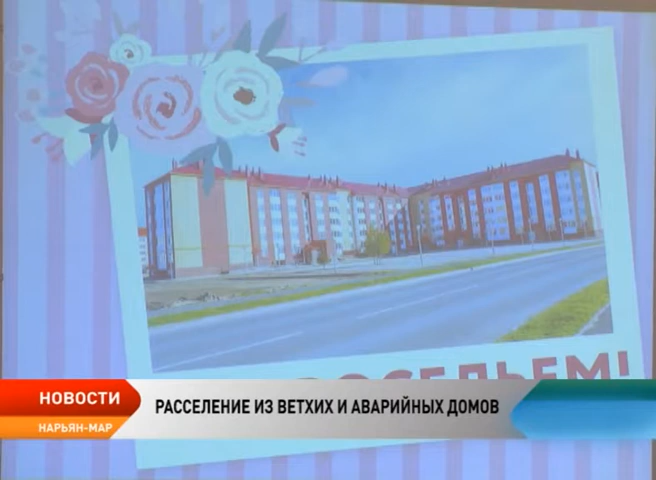 НОВОСТИ
НАРЬЯН-МАР
РАССЕЛЕНИЕ ИЗ ВЕТХИХ И АВАРИЙНЫХ ДОМОВ